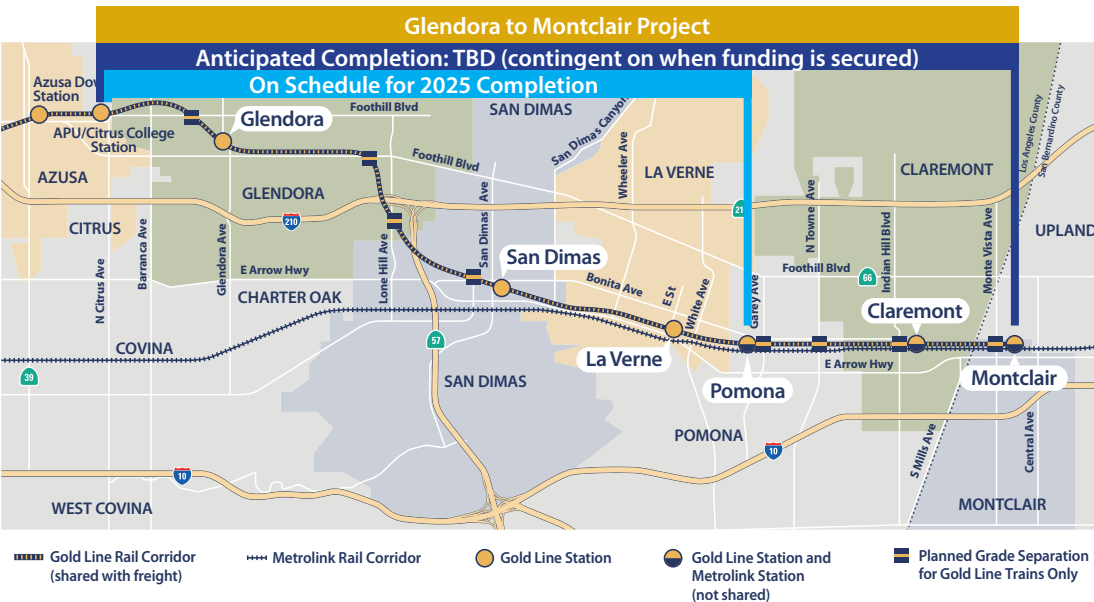 Glendora to Montclair Project
Anticipated Completion: TBD (contingent on when funding is secured)
On Schedule for 2025 Completion
Azusa Dow
Station
APU/Citrus College
Station
Glendora
Foothill Blvd
SAN DIMAS
San Dimas Canyon
Foothill Blvd
Wheeler Ave
LA VERNE
CLAREMONT
Los Angeles County
San Bernardino County
AZUSA
GLENDORA
210
21
CITRUS
Barranca Ave
Glendora Ave
San Dimas Ave
N Towne Ave
Indian Hill Blvd
Monte Vista Ave
UPLAND
N Citrus Ave
E Arrow Hwy
Lone Hill Ave
San Dimas
Bonita Ave
E St
White Ave
Garey Ave
Foothill Blvd
66
CHARTER OAK
Claremont
COVINA
57
La Verne
E Arrow Hwy
39
SAN DIMAS
Pomona
Montclair
POMONA
10
S Mills Ave
Central Ave
10
WEST COVINA
MONTCLAIR
Gold Line Rail Corridor
(shared with freight)
Metrolink Rail Corridor
Gold Line Station
Gold Line Station and
Metrolink Station
(not shared)
Planned Grade Separation
for Gold Line Trains Only